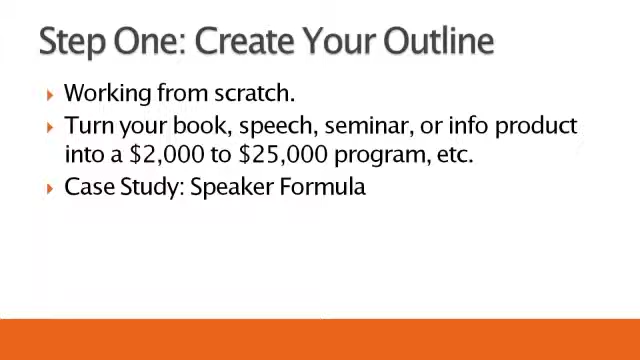 Step One: Create Your Outline
Working from scratch.
Turn your book, speech, seminar, or info product
into a $2,000 to $25,000 program, etc.
Case Study: Speaker Formula